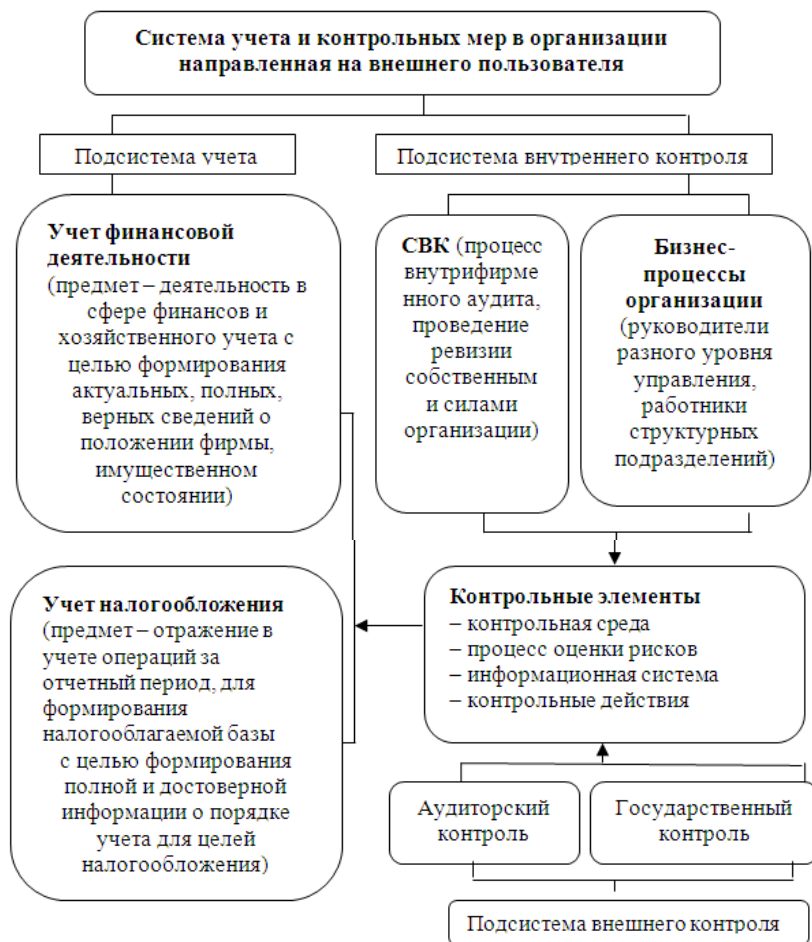 Система учета и контрольных мер в организации
направленная на внешнего пользователя
Подсистема учета
Подсистема внутреннего контроля
Учет финансовой
деятельности
(предмет – деятельность в
сфере финансов и
хозяйственного учета с
целью формирования
актуальных, полных,
верных сведений о
положении фирмы,
имущественном
состоянии)
СВК (процесс
внутрифирме
нного аудита,
проведение
ревизии
собственным
и силами
организации)
Бизнес-
процессы
организации
(руководители
разного уровня
управления,
работники
структурных
подразделений)
Учет налогообложения
(предмет – отражение в
учете операций за
отчетный период, для
формирования
налогооблагаемой базы
с целью формирования
полной и достоверной
информации о порядке
учета для целей
налогообложения)
Контрольные элементы
– контрольная среда
– процесс оценки рисков
– информационная система
– контрольные действия
Аудиторский
контроль
Государственный
контроль
Подсистема внешнего контроля